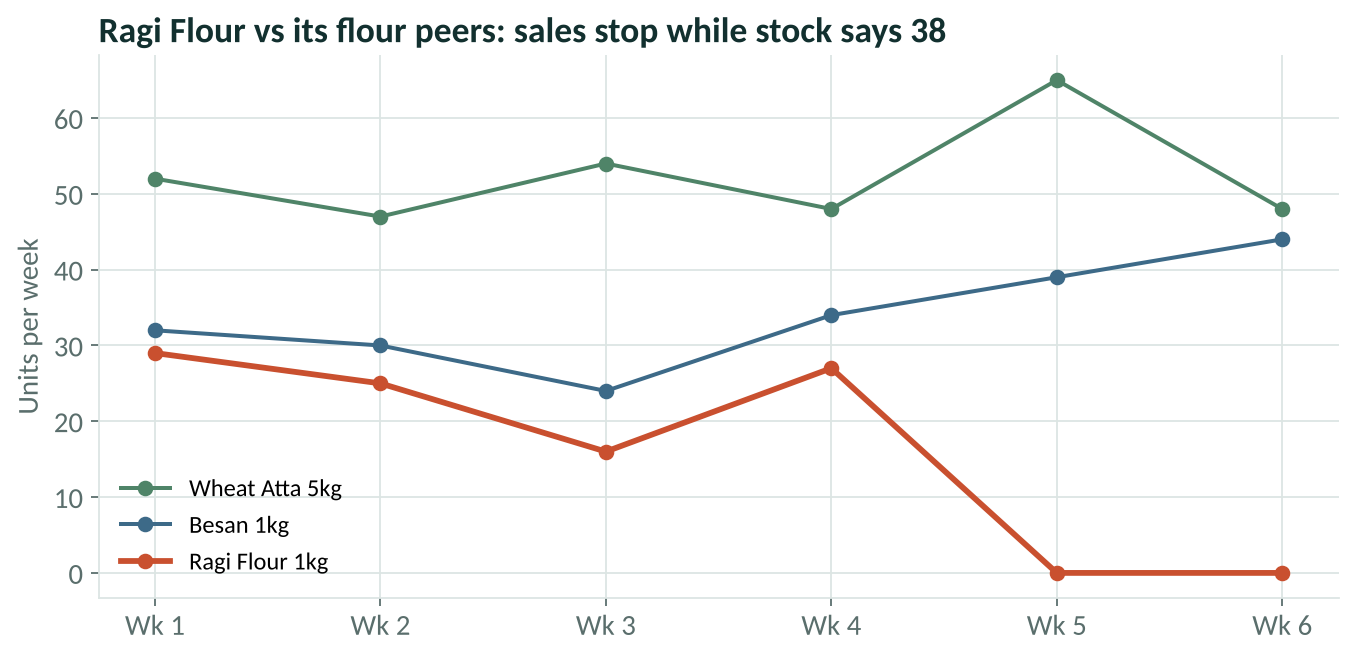 Ragi Flour vs its flour peers: sales stop while stock says 38
Units per week
60
50
40
30
20
10
0
Wheat Atta 5kg
Besan 1kg
Ragi Flour 1kg
Wk 1
Wk 2
Wk 3
Wk 4
Wk 5
Wk 6